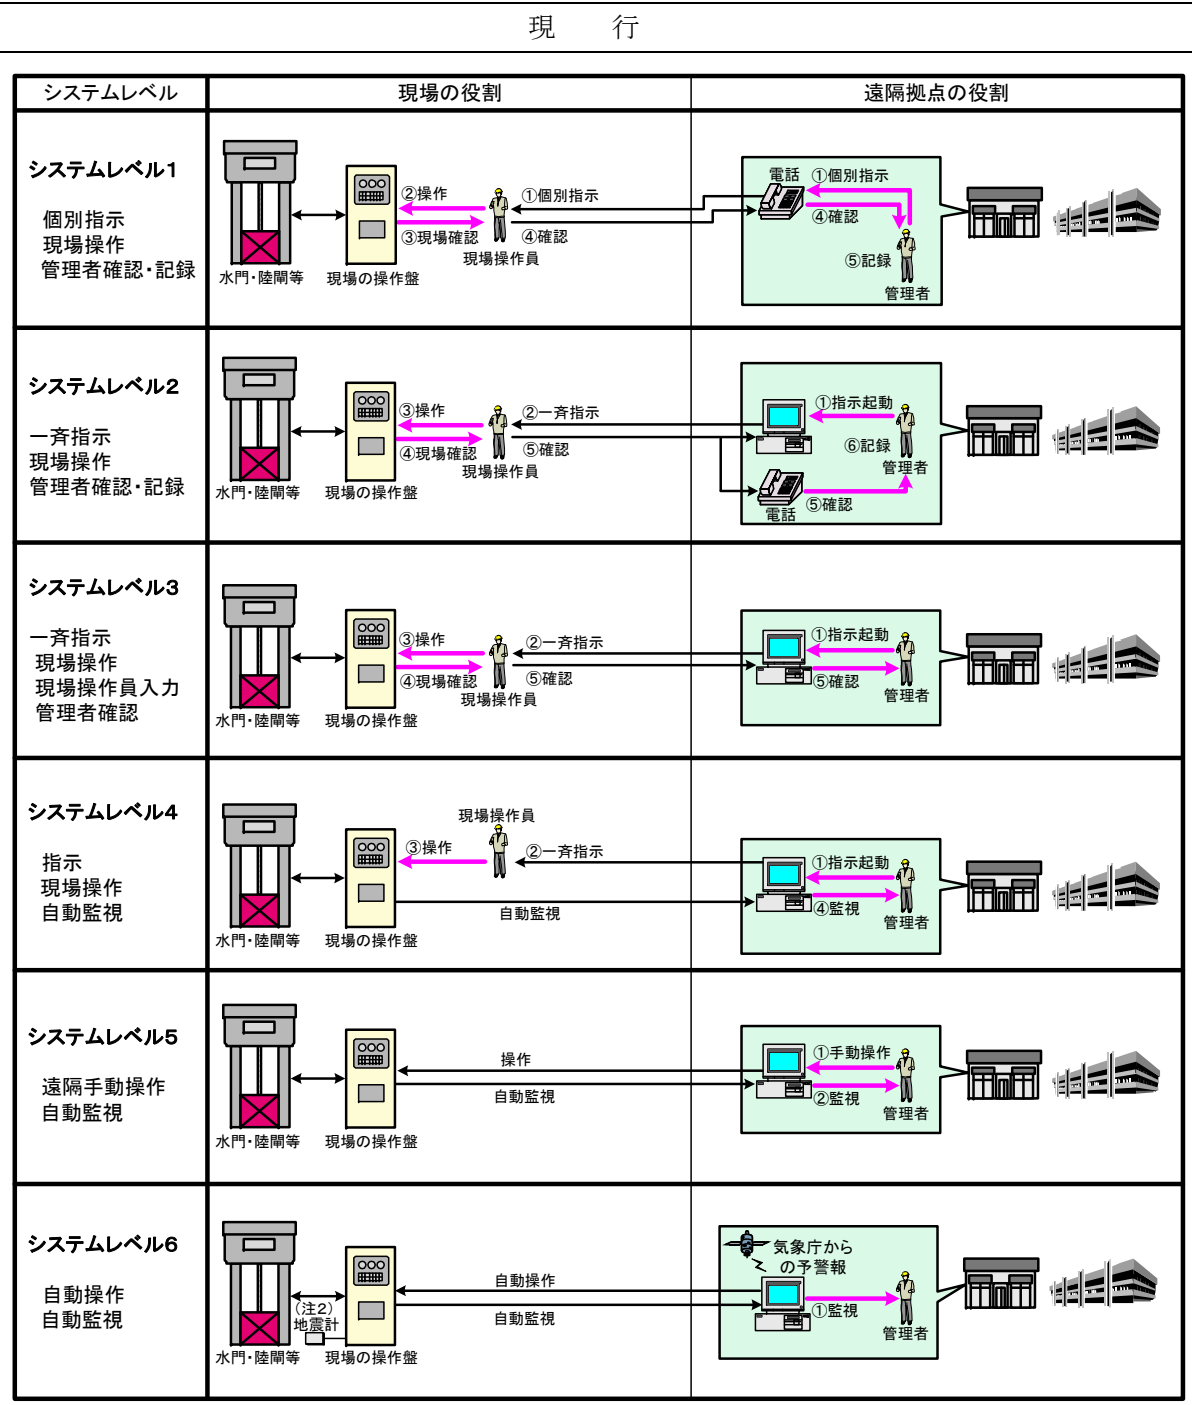 現 行
システムレベル 現場の役割 遠隔拠点の役割
システムレベル1
個別指示
現場操作
管理者確認・記録
水門・陸閘等
現場の操作盤
②操作
③現場確認
現場操作員
①個別指示
④確認
電話
①個別指示
④確認
⑤記録
管理者
システムレベル2
一斉指示
現場操作
管理者確認・記録
水門・陸閘等
現場の操作盤
③操作
④現場確認
現場操作員
②一斉指示
⑤確認
①指示起動
⑥記録
管理者
電話
⑤確認
システムレベル3
一斉指示
現場操作
現場操作員入力
管理者確認
水門・陸閘等
現場の操作盤
③操作
④現場確認
現場操作員
②一斉指示
⑤確認
①指示起動
⑤確認
管理者
システムレベル4
指示
現場操作
自動監視
水門・陸閘等
現場の操作盤
現場操作員
③操作
②一斉指示
自動監視
①指示起動
④監視
管理者
システムレベル5
遠隔手動操作
自動監視
水門・陸閘等
現場の操作盤
操作
自動監視
①手動操作
②監視
管理者
システムレベル6
自動操作
自動監視
水門・陸閘等
(注2)
地震計
現場の操作盤
自動操作
自動監視
気象庁から
の予警報
①監視
管理者